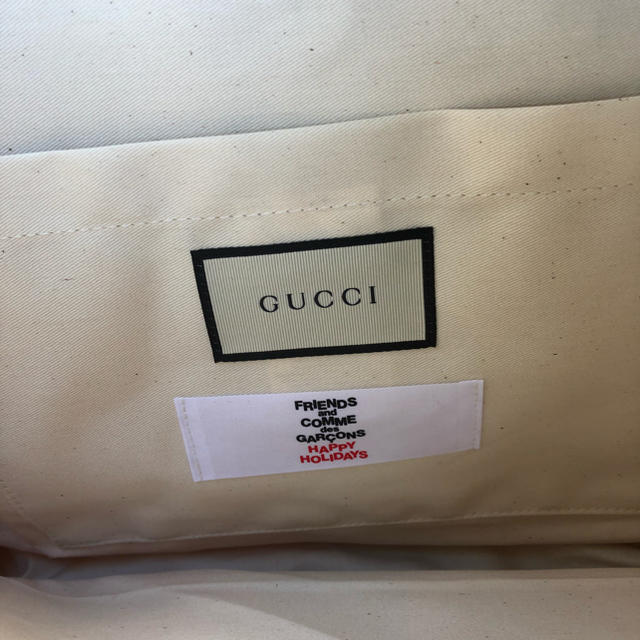 GUCCI
FRIENDS
and
COMME
des
GARÇONS
HAPPY
HOLIDAYS